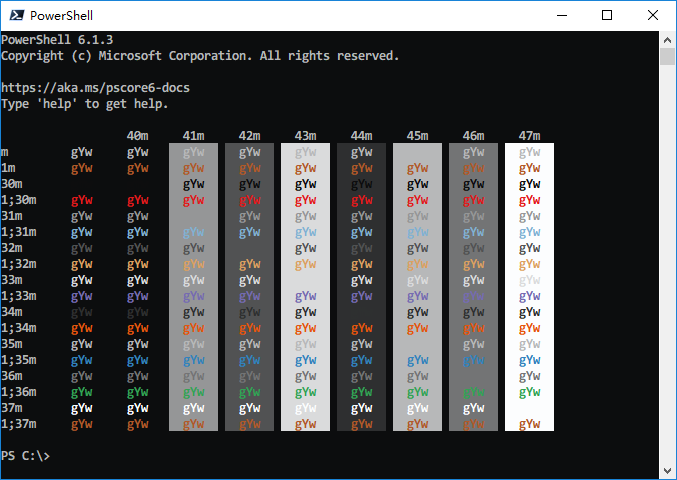 PowerShell
PowerShell 6.1.3
Copyright (c) Microsoft Corporation. All rights reserved.
https://aka.ms/pscore6-docs
Type 'help' to get help.
40m 41m 42m 43m 44m 45m 46m 47m
m gYw gYw gYw gYw gYw gYw gYw gYw
1m gYw gYw gYw gYw gYw gYw gYw gYw gYw
30m gYw gYw gYw gYw gYw gYw gYw
1;30m gYw gYw gYw gYw gYw gYw gYw gYw gYw
31m gYw gYw gYw gYw gYw gYw gYw gYw
1;31m gYw gYw gYw gYw gYw gYw gYw gYw gYw
32m gYw gYw gYw gYw gYw gYw gYw gYw
1;32m gYw gYw gYw gYw gYw gYw gYw gYw gYw
33m gYw gYw gYw gYw gYw gYw gYw gYw
1;33m gYw gYw gYw gYw gYw gYw gYw gYw gYw
34m gYw gYw gYw gYw gYw gYw gYw gYw
1;34m gYw gYw gYw gYw gYw gYw gYw gYw gYw
35m gYw gYw gYw gYw gYw gYw gYw gYw
1;35m gYw gYw gYw gYw gYw gYw gYw gYw gYw
36m gYw gYw gYw gYw gYw gYw gYw gYw
1;36m gYw gYw gYw gYw gYw gYw gYw gYw gYw
37m gYw gYw gYw gYw gYw gYw gYw gYw
1;37m gYw gYw gYw gYw gYw gYw gYw gYw gYw
PS C:\>